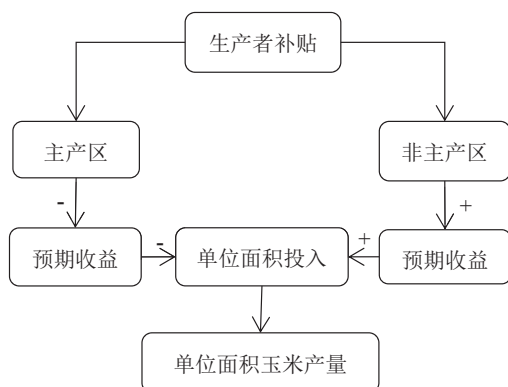 生产者补贴
主产区
非主产区
-
+
预期收益
-
单位面积投入
+
预期收益
单位面积玉米产量